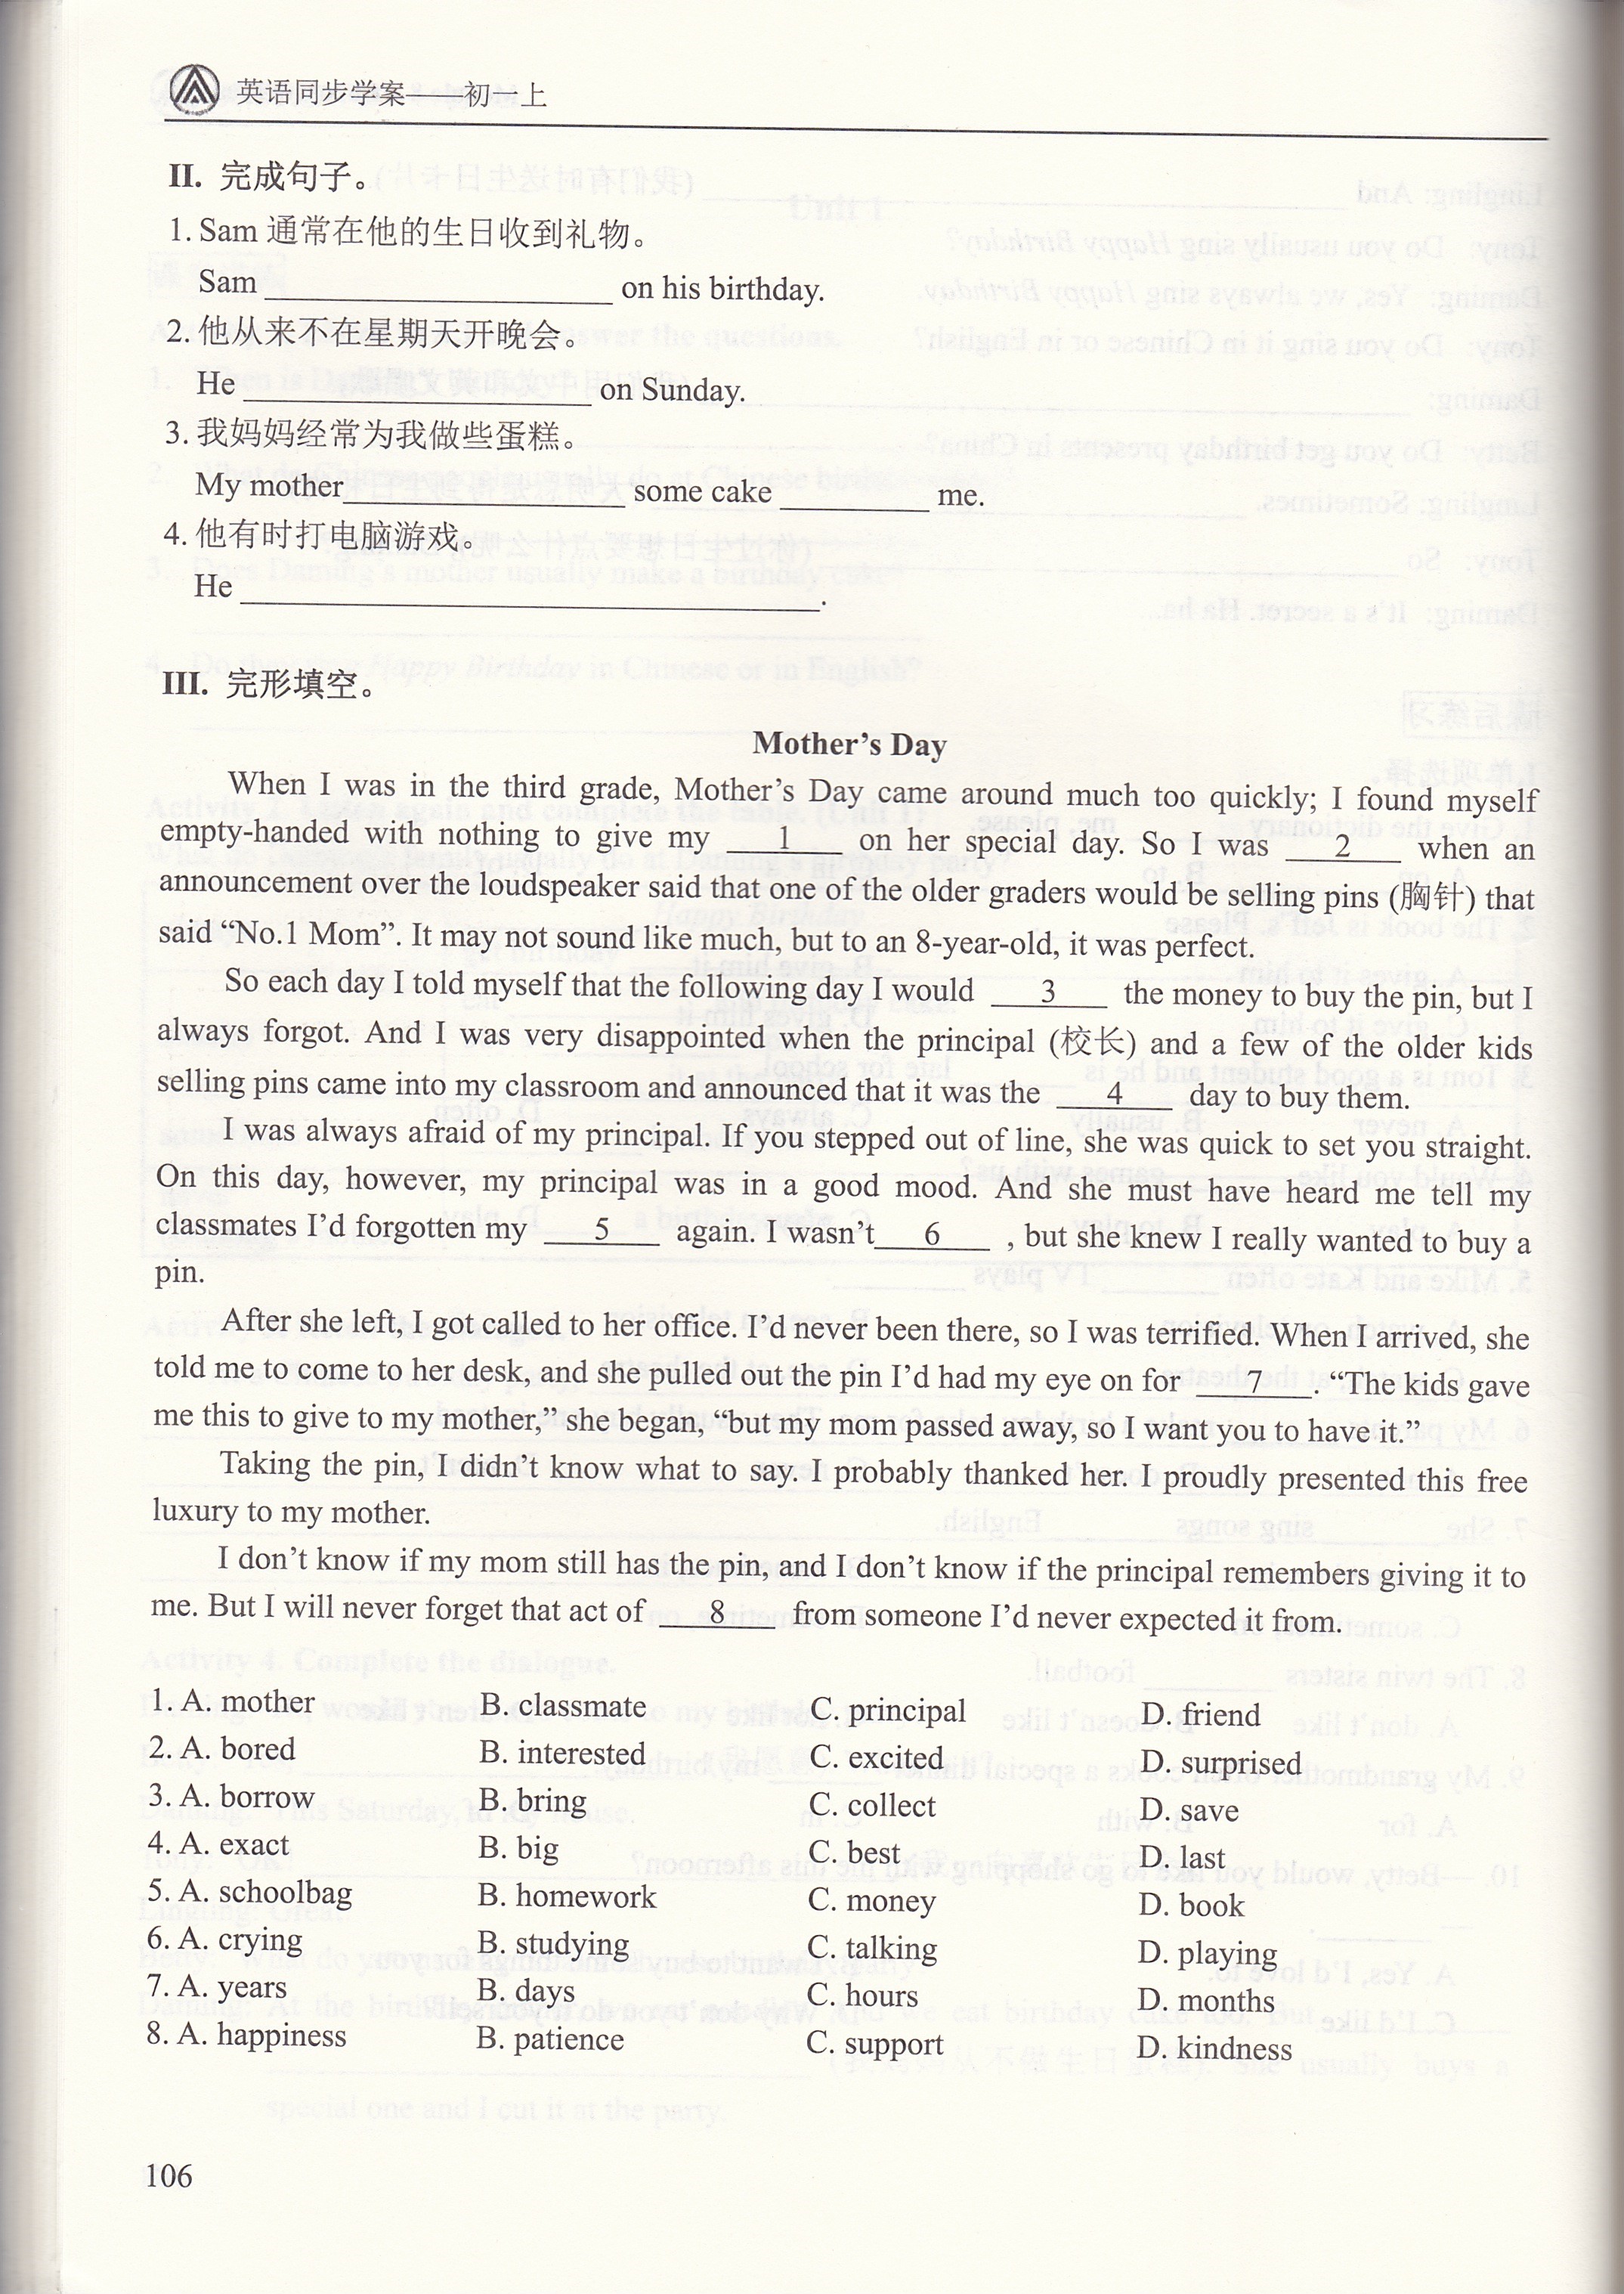 英语同步学案——初一上
II. 完成句子。
1. Sam 通常在他的生日收到礼物。
Sam ____________ on his birthday.
2. 他从来不在星期天开晚会。
He ____________ on Sunday.
3. 我妈妈经常为我做些蛋糕。
My mother____________ some cake ______ me.
4. 他有时打电脑游戏。
He ____________________.
III. 完形填空。
Mother's Day
When I was in the third grade, Mother's Day came around much too quickly; I found myself
empty-handed with nothing to give my __1__ on her special day. So I was __2__ when an
announcement over the loudspeaker said that one of the older graders would be selling pins (胸针) that
said “No.1 Mom”. It may not sound like much, but to an 8-year-old, it was perfect.
So each day I told myself that the following day I would __3__ the money to buy the pin, but I
always forgot. And I was very disappointed when the principal (校长) and a few of the older kids
selling pins came into my classroom and announced that it was the __4__ day to buy them.
I was always afraid of my principal. If you stepped out of line, she was quick to set you straight.
On this day, however, my principal was in a good mood. And she must have heard me tell my
classmates I'd forgotten my __5__ again. I wasn't __6__ , but she knew I really wanted to buy a
pin.
After she left, I got called to her office. I'd never been there, so I was terrified. When I arrived, she
told me to come to her desk, and she pulled out the pin I'd had my eye on for __7__. “The kids gave
me this to give to my mother,” she began, “but my mom passed away, so I want you to have it.”
Taking the pin, I didn't know what to say. I probably thanked her. I proudly presented this free
luxury to my mother.
I don't know if my mom still has the pin, and I don't know if the principal remembers giving it to
me. But I will never forget that act of __8__ from someone I'd never expected it from.
1. A. mother B. classmate C. principal D. friend
2. A. bored B. interested C. excited D. surprised
3. A. borrow B. bring C. collect D. save
4. A. exact B. big C. best D. last
5. A. schoolbag B. homework C. money D. book
6. A. crying B. studying C. talking D. playing
7. A. years B. days C. hours D. months
8. A. happiness B. patience C. support D. kindness
106